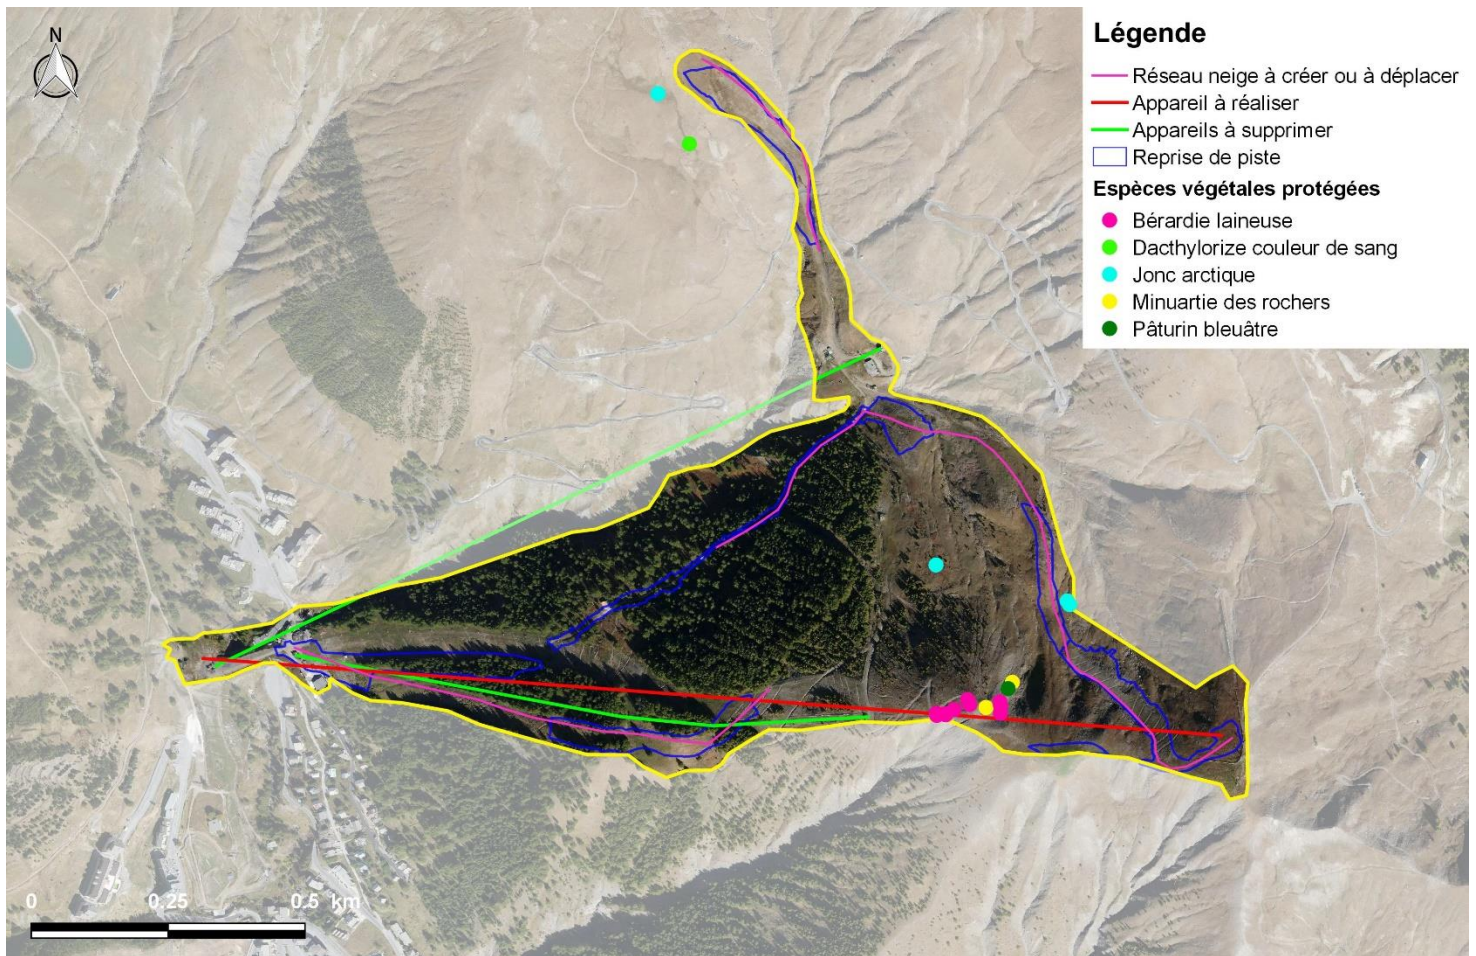 N
Légende
Réseau neige à créer ou à déplacer
Appareil à réaliser
Appareils à supprimer
Reprise de piste
Espèces végétales protégées
Bérardie laineuse
Dacthylorize couleur de sang
Jonc arctique
Minuartie des rochers
Pâturin bleuâtre
0 0.25 0.5 km